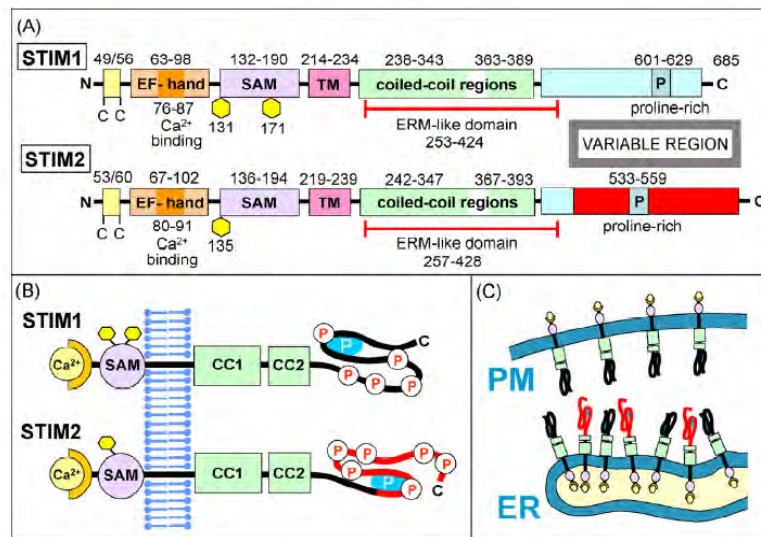 (A)
49/56 63-98 132-190 214-234 238-343 363-389 601-629 685
STIM1
N EF-hand SAM TM coiled-coil regions P C
C C 76-87 131 171 proline-rich
Ca2+
binding
ERM-like domain
253-424
VARIABLE REGION
STIM2
53/60 67-102 136-194 219-239 242-347 367-393 533-559
N EF-hand SAM TM coiled-coil regions P C
C C 80-91 135 proline-rich
Ca2+
binding
ERM-like domain
257-428
(B)
STIM1
Ca2+ SAM CC1 CC2 P P P P P P C
STIM2
Ca2+ SAM CC1 CC2 P P P P P P P C
(C)
PM
ER